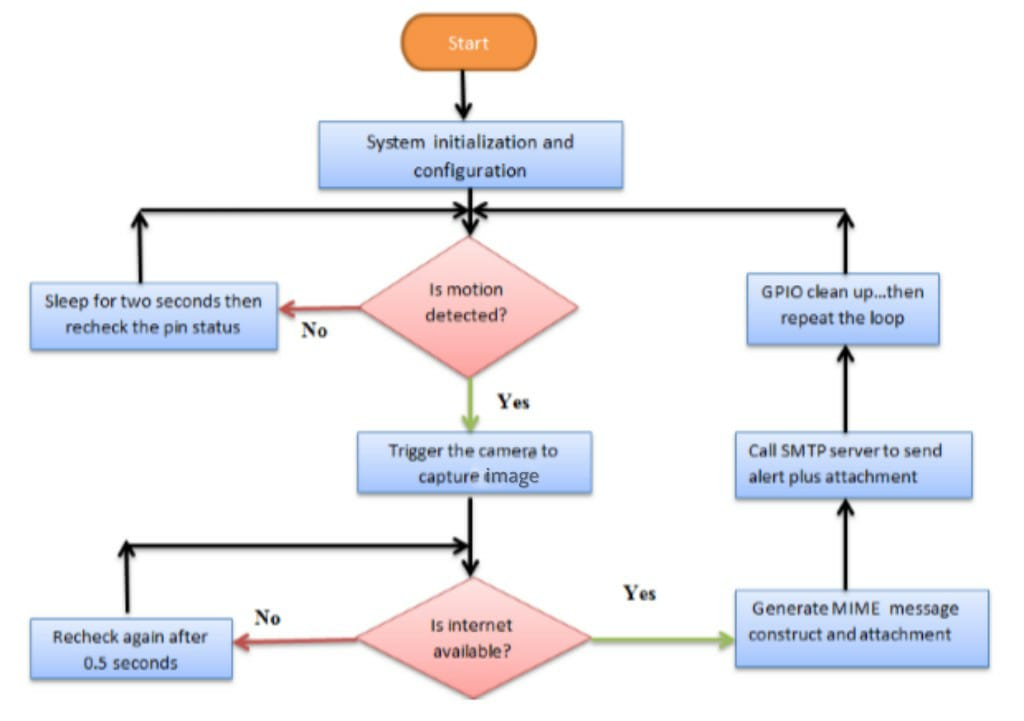 Start
System initialization and
configuration
Is motion
detected?
No
Sleep for two seconds then
recheck the pin status
Yes
Trigger the camera to
capture image
Is internet
available?
No
Recheck again after
0.5 seconds
Yes
Generate MIME message
construct and attachment
Call SMTP server to send
alert plus attachment
GPIO clean up...then
repeat the loop